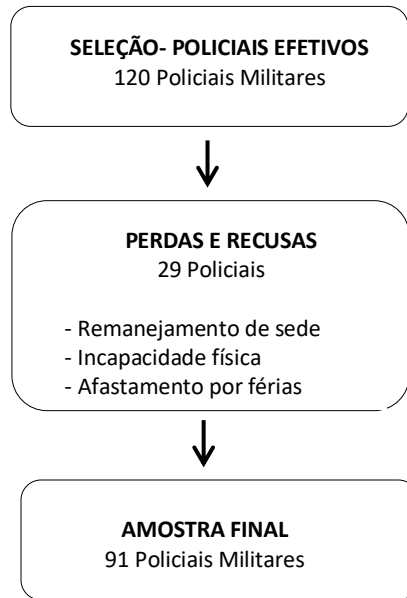 SELEÇÃO- POLICIAIS EFETIVOS
120 Policiais Militares
PERDAS E RECUSAS
29 Policiais
- Remanejamento de sede
- Incapacidade física
- Afastamento por férias
AMOSTRA FINAL
91 Policiais Militares